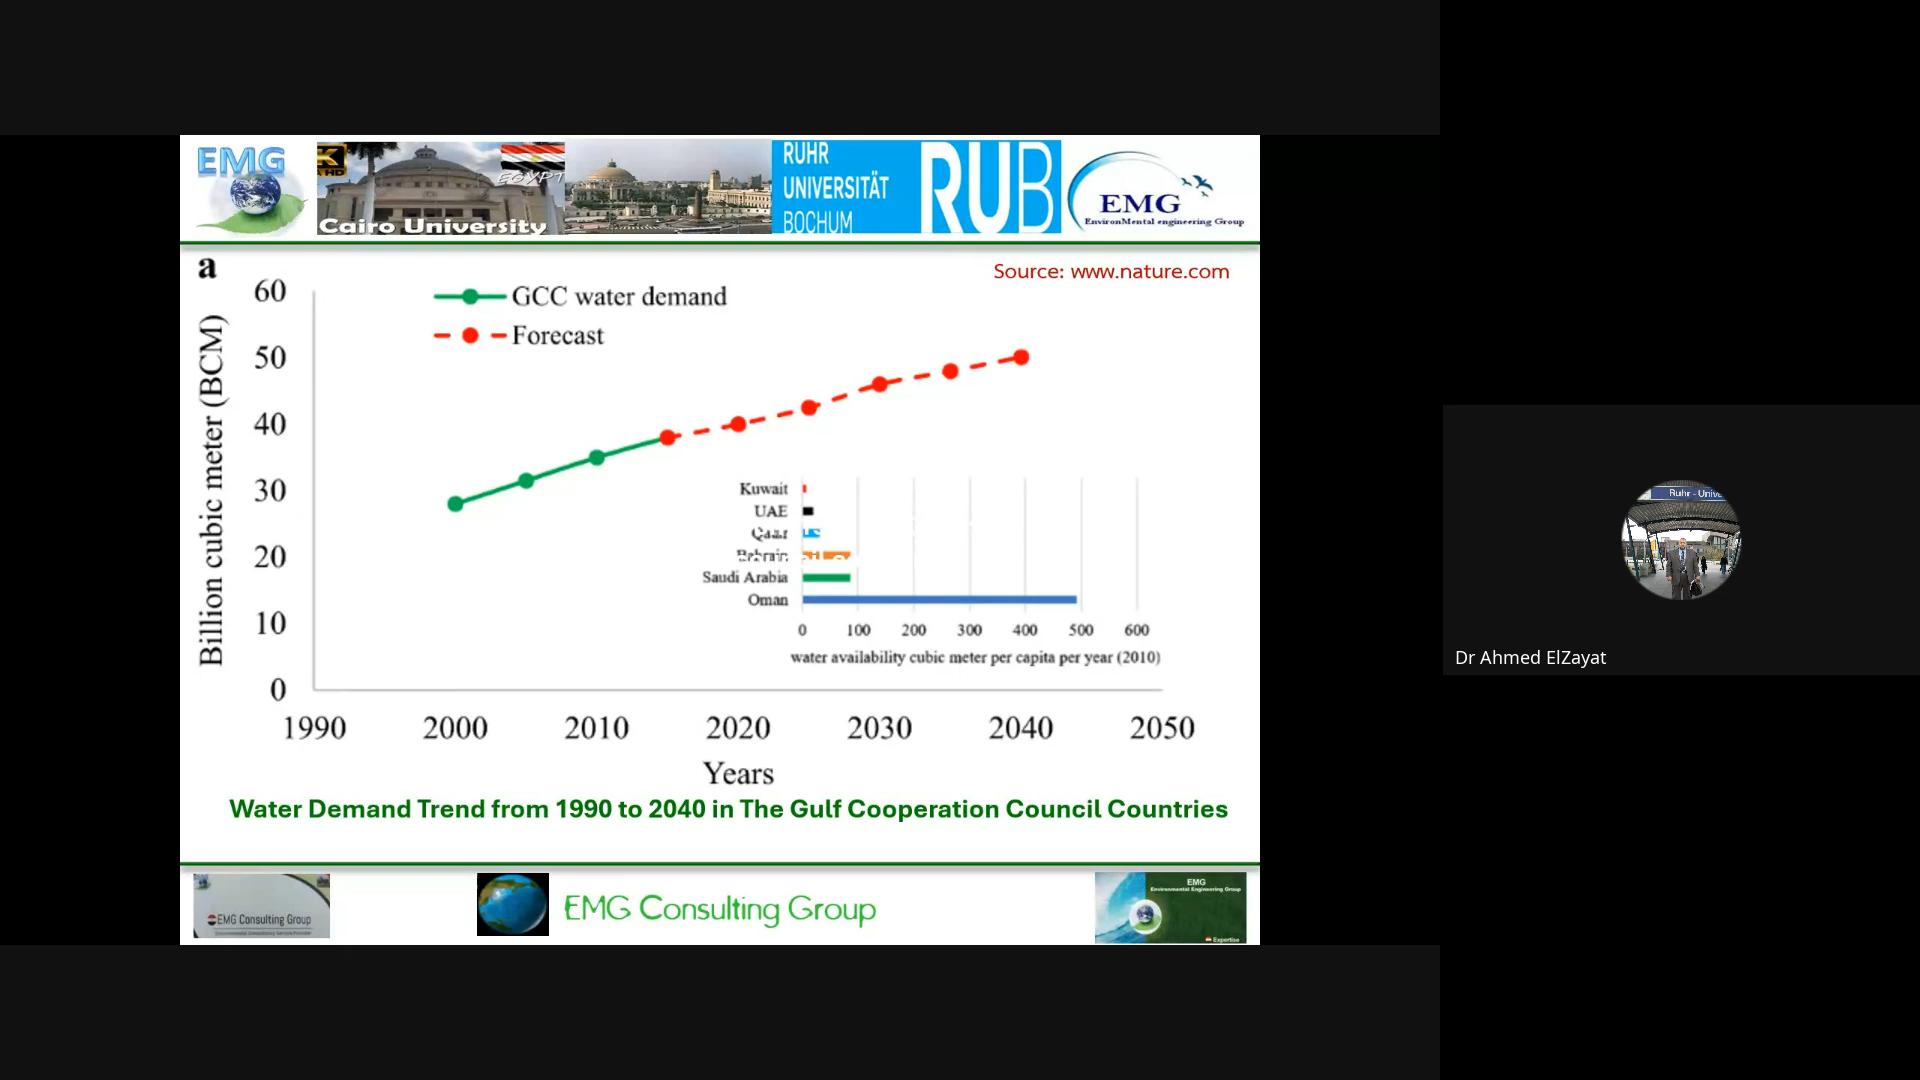 EMG
K
HD
EGYPT
Cairo University
RUHR
UNIVERSITÄT
BOCHUM
RUB
EMG
EnvironMental engineering Group
a
Source: www.nature.com
GCC water demand
Forecast
Billion cubic meter (BCM)
60
50
40
30
20
10
0
Kuwait
UAE
Qatar
Bahrain
Saudi Arabia
Oman
0 100 200 300 400 500 600
water availability cubic meter per capita per year (2010)
1990 2000 2010 2020 2030 2040 2050
Years
Water Demand Trend from 1990 to 2040 in The Gulf Cooperation Council Countries
EMG Consulting Group
EMG Consulting Group
EMG
Environmental Engineering Group
Expertise
Ruhr - Unive
Dr Ahmed ElZayat